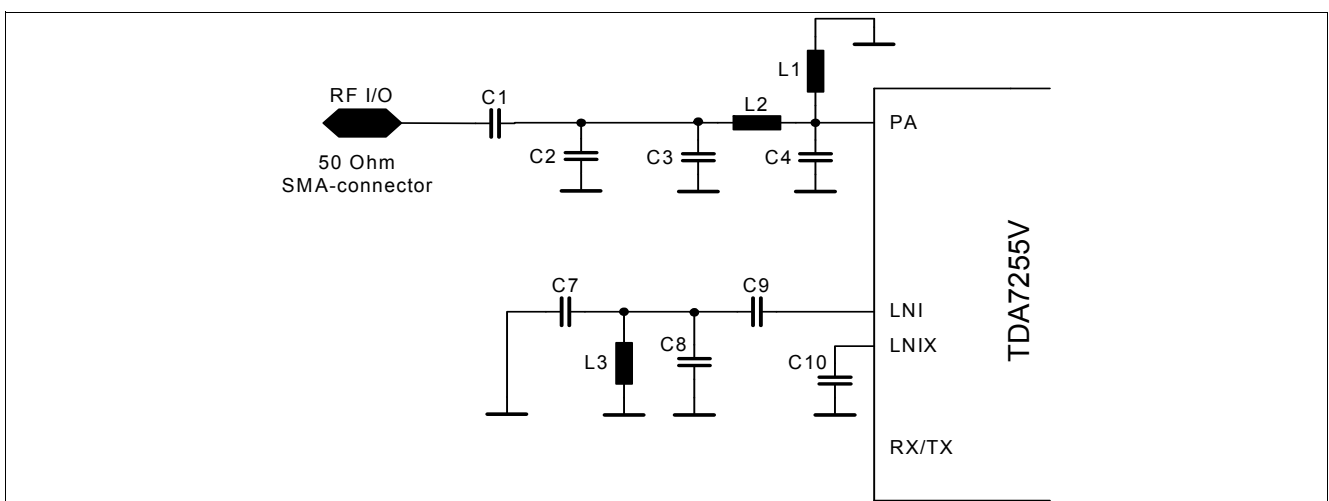 L1
RF I/O
C1
L2
PA
C2
C3
C4
50 Ohm
SMA-connector
C7
C9
LNI
LNIX
L3
C8
C10
RX/TX
TDA7255V